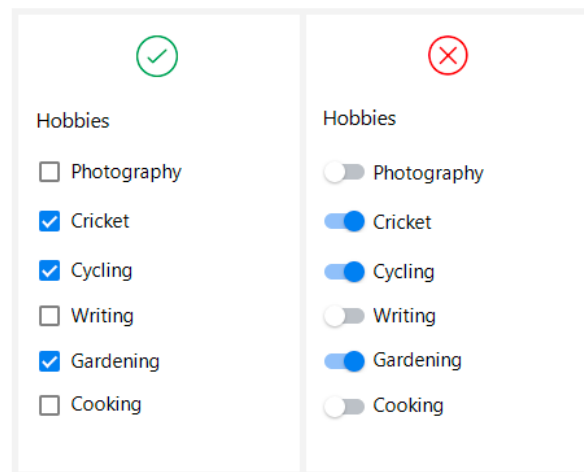 Hobbies
Photography
Cricket
Cycling
Writing
Gardening
Cooking
Hobbies
Photography
Cricket
Cycling
Writing
Gardening
Cooking